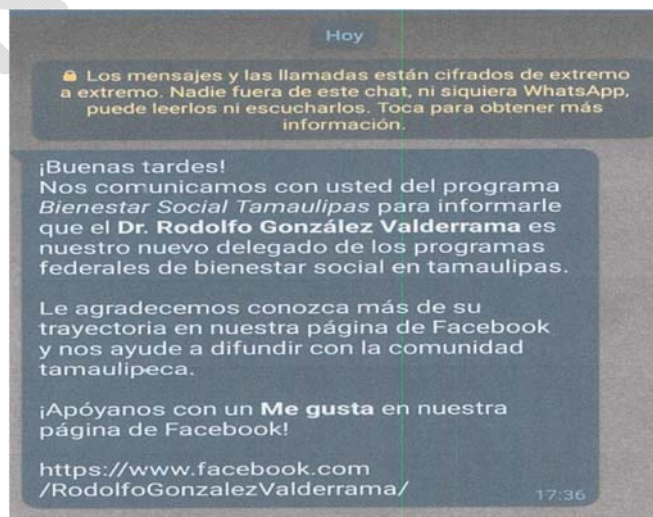 Hoy
Los mensajes y las llamadas están cifrados de extremo
a extremo. Nadie fuera de este chat, ni siquiera WhatsApp,
puede leerlos ni escucharlos. Toca para obtener más
información.
¡Buenas tardes!
Nos comunicamos con usted del programa
Bienestar Social Tamaulipas para informarle
que el Dr. Rodolfo González Valderrama es
nuestro nuevo delegado de los programas
federales de bienestar social en tamaulipas.
Le agradecemos conozca más de su
trayectoria en nuestra página de Facebook
y nos ayude a difundir con la comunidad
tamaulipeca.
¡Apóyanos con un Me gusta en nuestra
página de Facebook!
https://www.facebook.com
/RodolfoGonzalezValderrama/
17:36